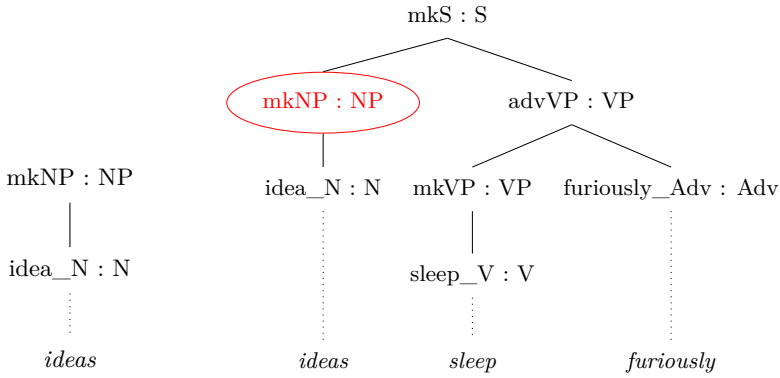 mkS : S
mkNP : NP advVP : VP
mkNP : NP idea_N : N mkVP : VP furiously_Adv : Adv
idea_N : N sleep_V : V
ideas ideas sleep furiously